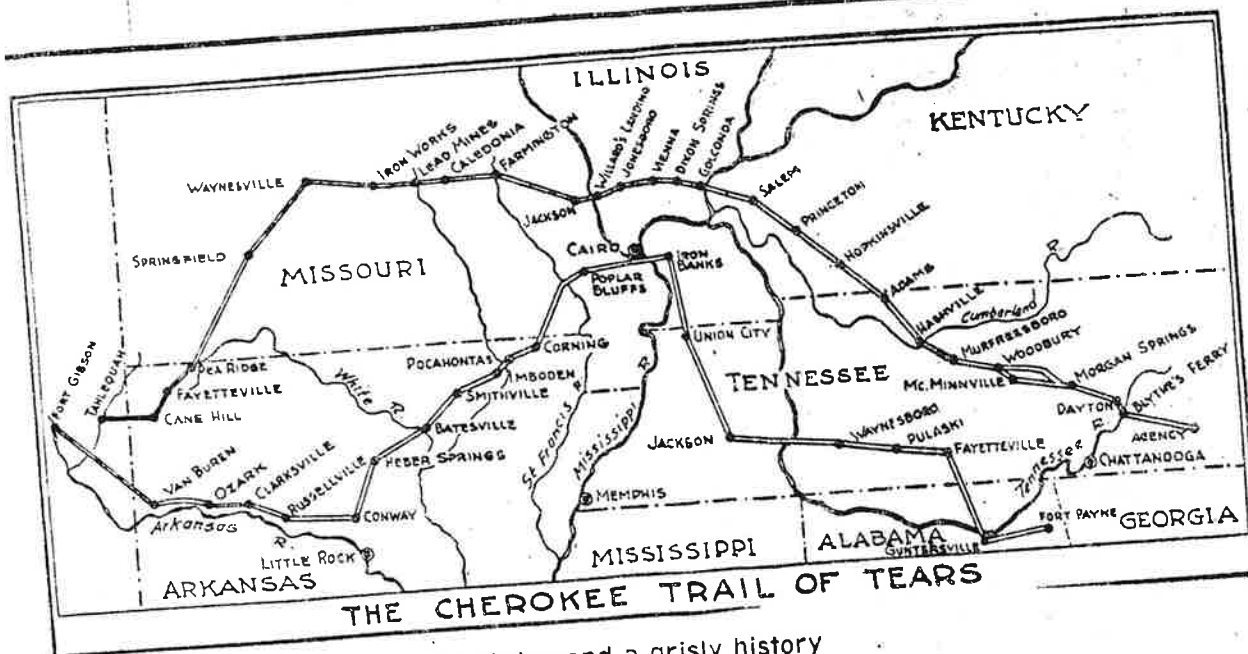 ILLINOIS
KENTUCKY
MISSOURI
TENNESSEE
ARKANSAS
MISSISSIPPI
ALABAMA
GEORGIA
WAYNESVILLE
IRON WORKS
LEAD MINES
CALEDONIA
FARMINGTON
JACKSON
WILLARD'S LANDING
JONESBORO
VIENNA
DIXON SPRINGS
GOLCONDA
SALEM
PRINCETON
HOPKINSVILLE
ADAMS
NASHVILLE
Cumberland R.
MURFREESBORO
WOODBURY
MC.MINNVILLE
MORGAN SPRINGS
DAYTON
BLYTHE'S FERRY
AGENCY
SPRINGFIELD
PEA RIDGE
FAYETTEVILLE
CANE HILL
TAHLEQUAH
FORT GIBSON
VAN BUREN
OZARK
CLARKSVILLE
RUSSELLVILLE
CONWAY
HEBER SPRINGS
BATESVILLE
SMITHVILLE
IMBODEN
POCAHONTAS
CORNING
POPLAR
BLUFFS
CAIRO
IRON
BANKS
UNION CITY
JACKSON
WAYNESBORO
PULASKI
FAYETTEVILLE
GUNTERSVILLE
FORT PAYNE
CHATTANOOGA
Tennessee R.
MEMPHIS
LITTLE ROCK
Arkansas R.
White R.
St Francis R.
Mississippi R.
THE CHEROKEE TRAIL OF TEARS
and a grisly history